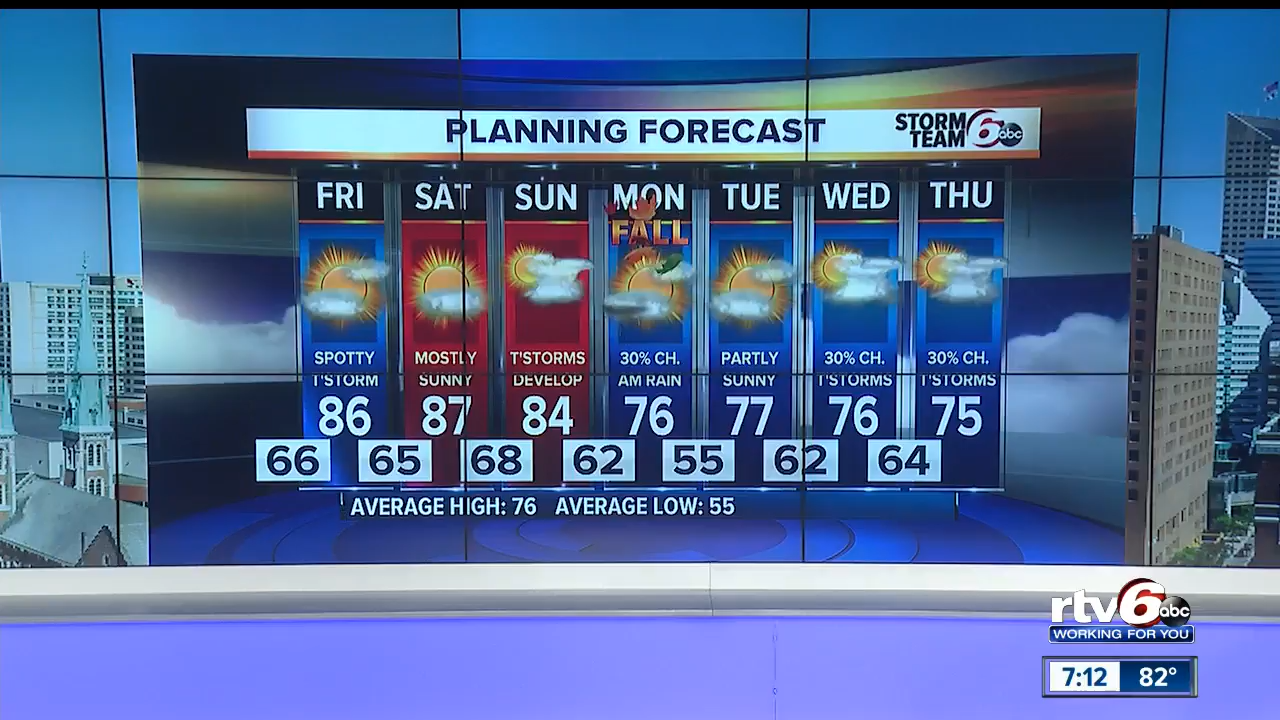 PLANNING FORECAST
STORM TEAM 6 abc
FRI SAT SUN MON TUE WED THU
FALL
SPOTTY MOSTLY T'STORMS 30% CH. PARTLY 30% CH. 30% CH.
T'STORM SUNNY DEVELOP AM RAIN SUNNY T'STORMS T'STORMS
86 87 84 76 77 76 75
66 65 68 62 55 62 64
AVERAGE HIGH: 76 AVERAGE LOW: 55
rtv6 abc
WORKING FOR YOU
7:12 82°